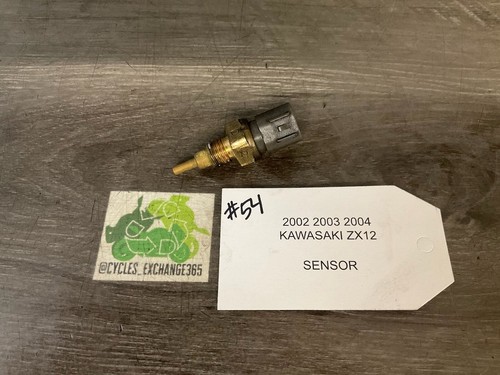 #54
2002 2003 2004
KAWASAKI ZX12
SENSOR
@CYCLES_EXCHANGE365